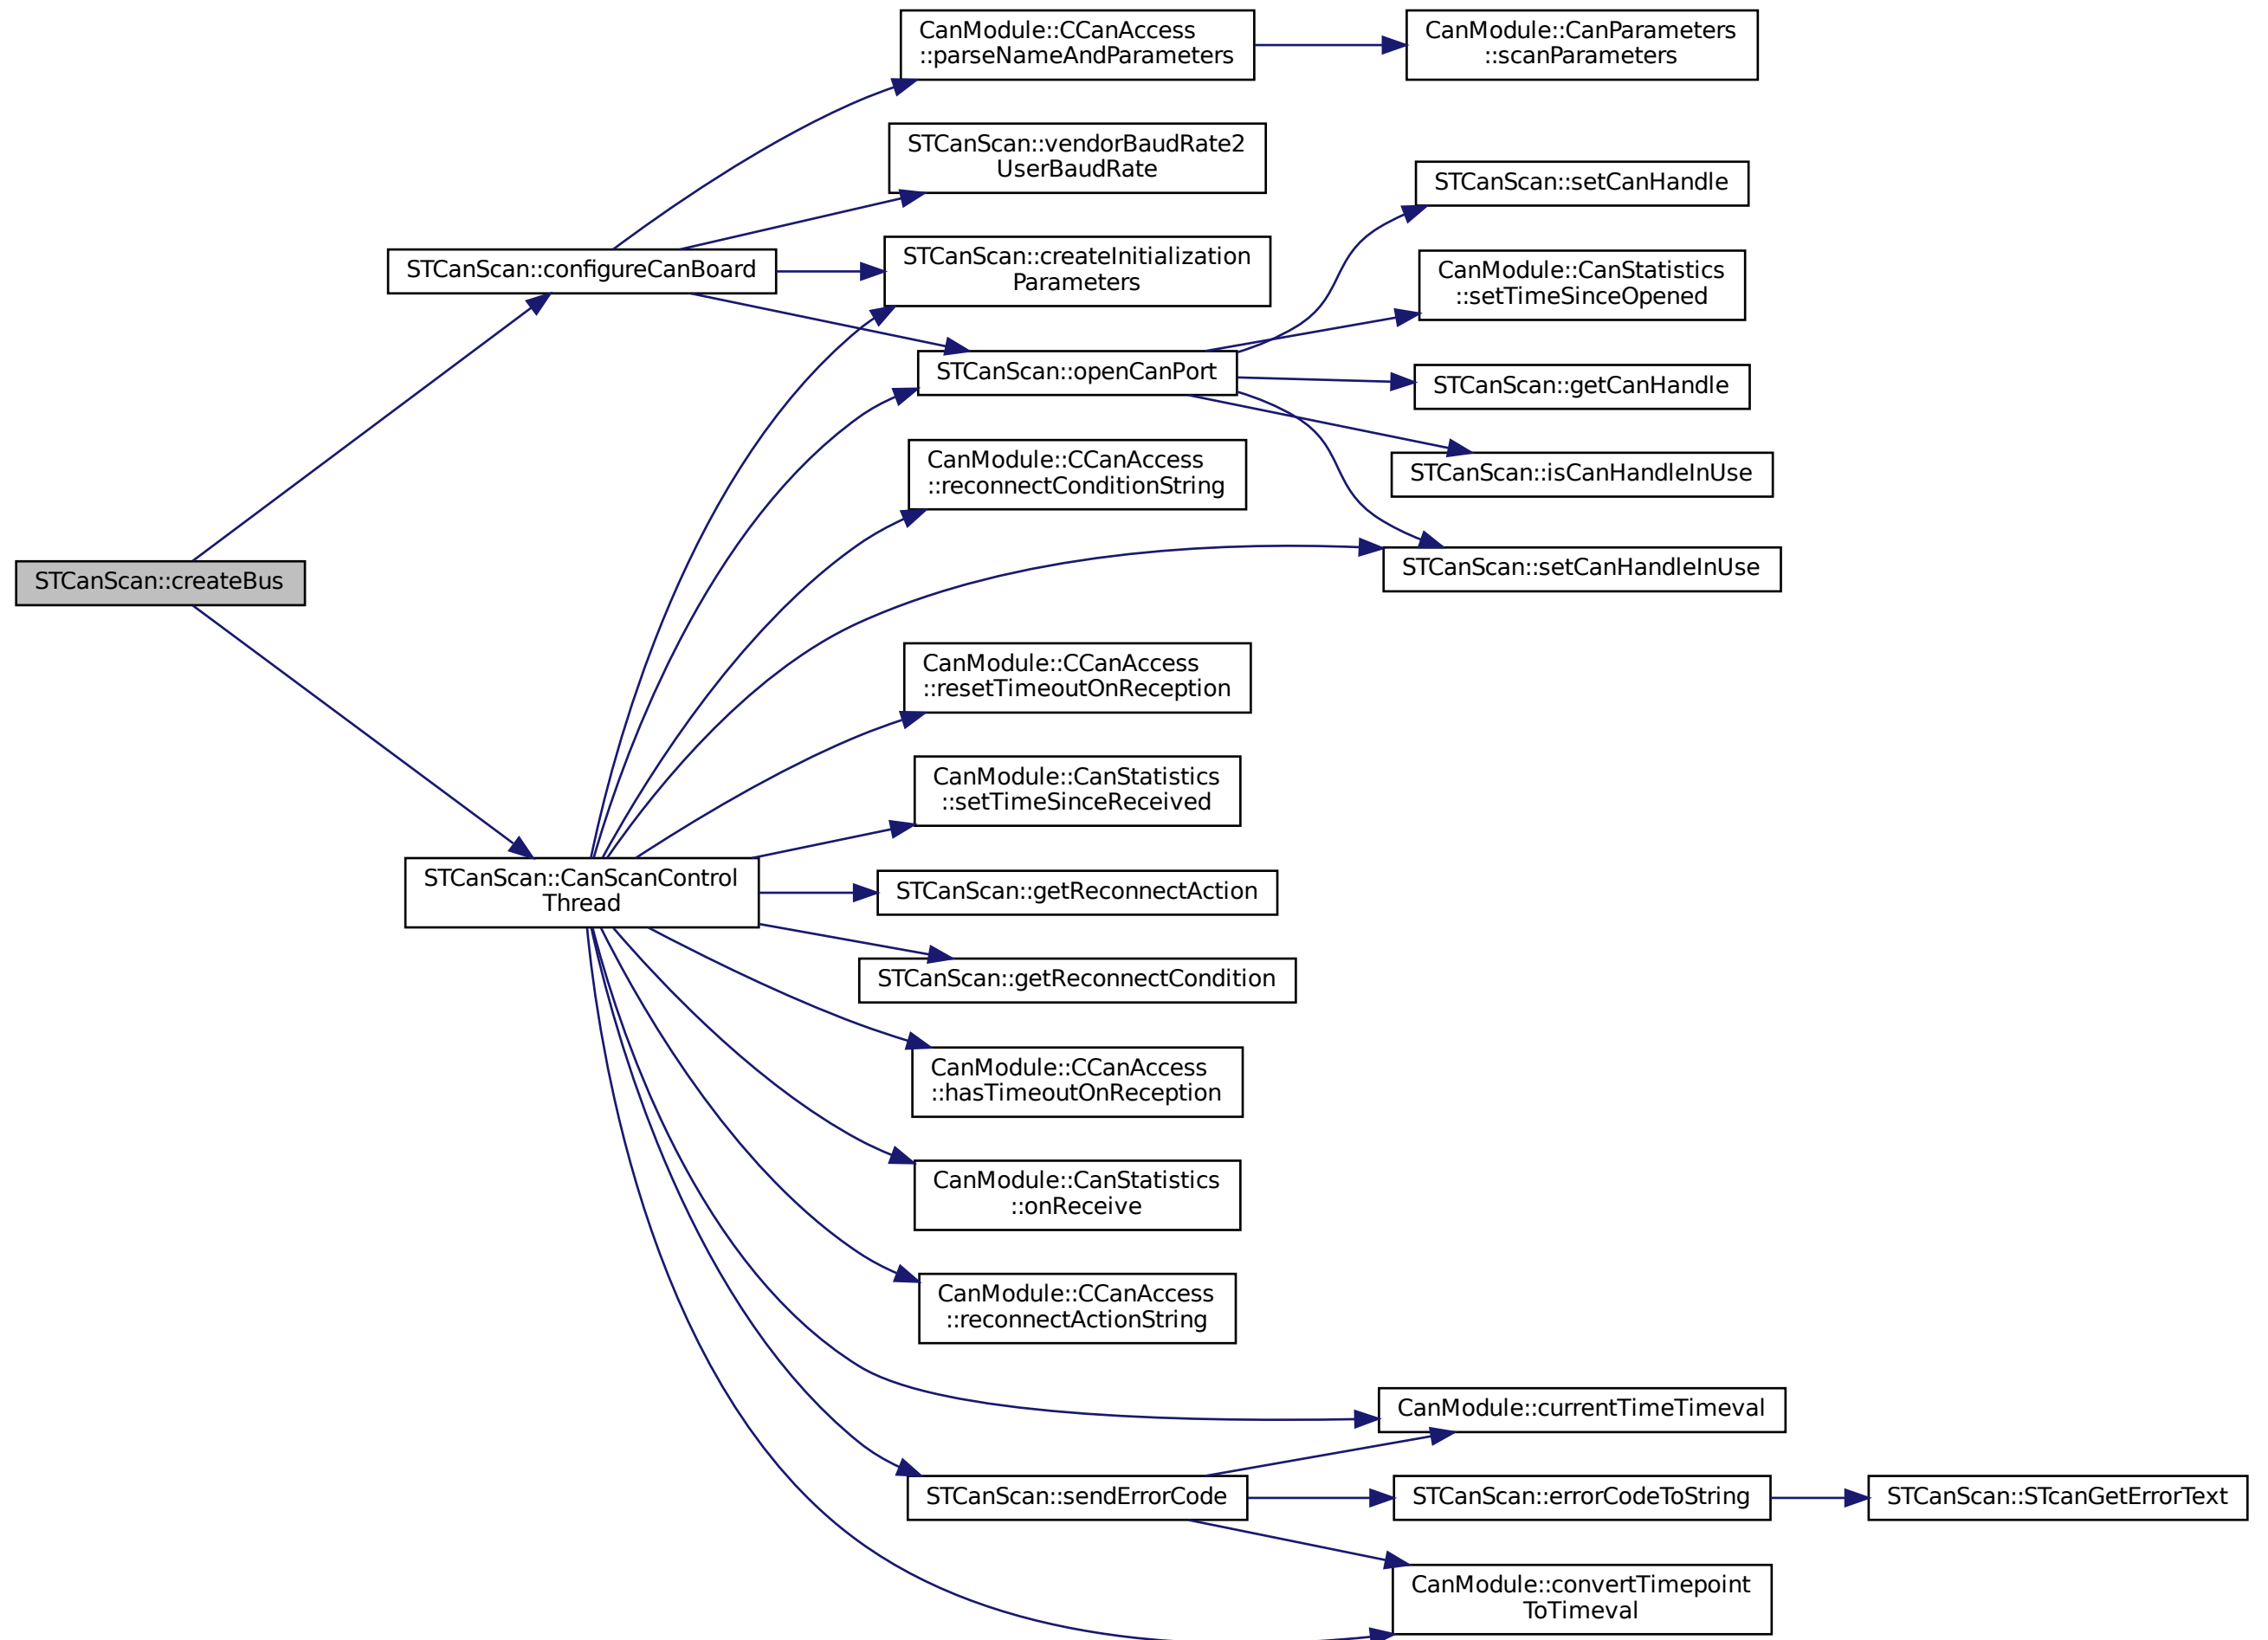 CanModule::CCanAccess
::parseNameAndParameters
CanModule::CanParameters
::scanParameters
STCanScan::vendorBaudRate2
UserBaudRate
STCanScan::setCanHandle
STCanScan::configureCanBoard
STCanScan::createInitialization
Parameters
CanModule::CanStatistics
::setTimeSinceOpened
STCanScan::openCanPort
STCanScan::getCanHandle
CanModule::CCanAccess
::reconnectConditionString
STCanScan::isCanHandleInUse
STCanScan::createBus
STCanScan::setCanHandleInUse
CanModule::CCanAccess
::resetTimeoutOnReception
CanModule::CanStatistics
::setTimeSinceReceived
STCanScan::CanScanControl
Thread
STCanScan::getReconnectAction
STCanScan::getReconnectCondition
CanModule::CCanAccess
::hasTimeoutOnReception
CanModule::CanStatistics
::onReceive
CanModule::CCanAccess
::reconnectActionString
CanModule::currentTimeTimeval
STCanScan::sendErrorCode
STCanScan::errorCodeToString
STCanScan::STcanGetErrorText
CanModule::convertTimepoint
ToTimeval